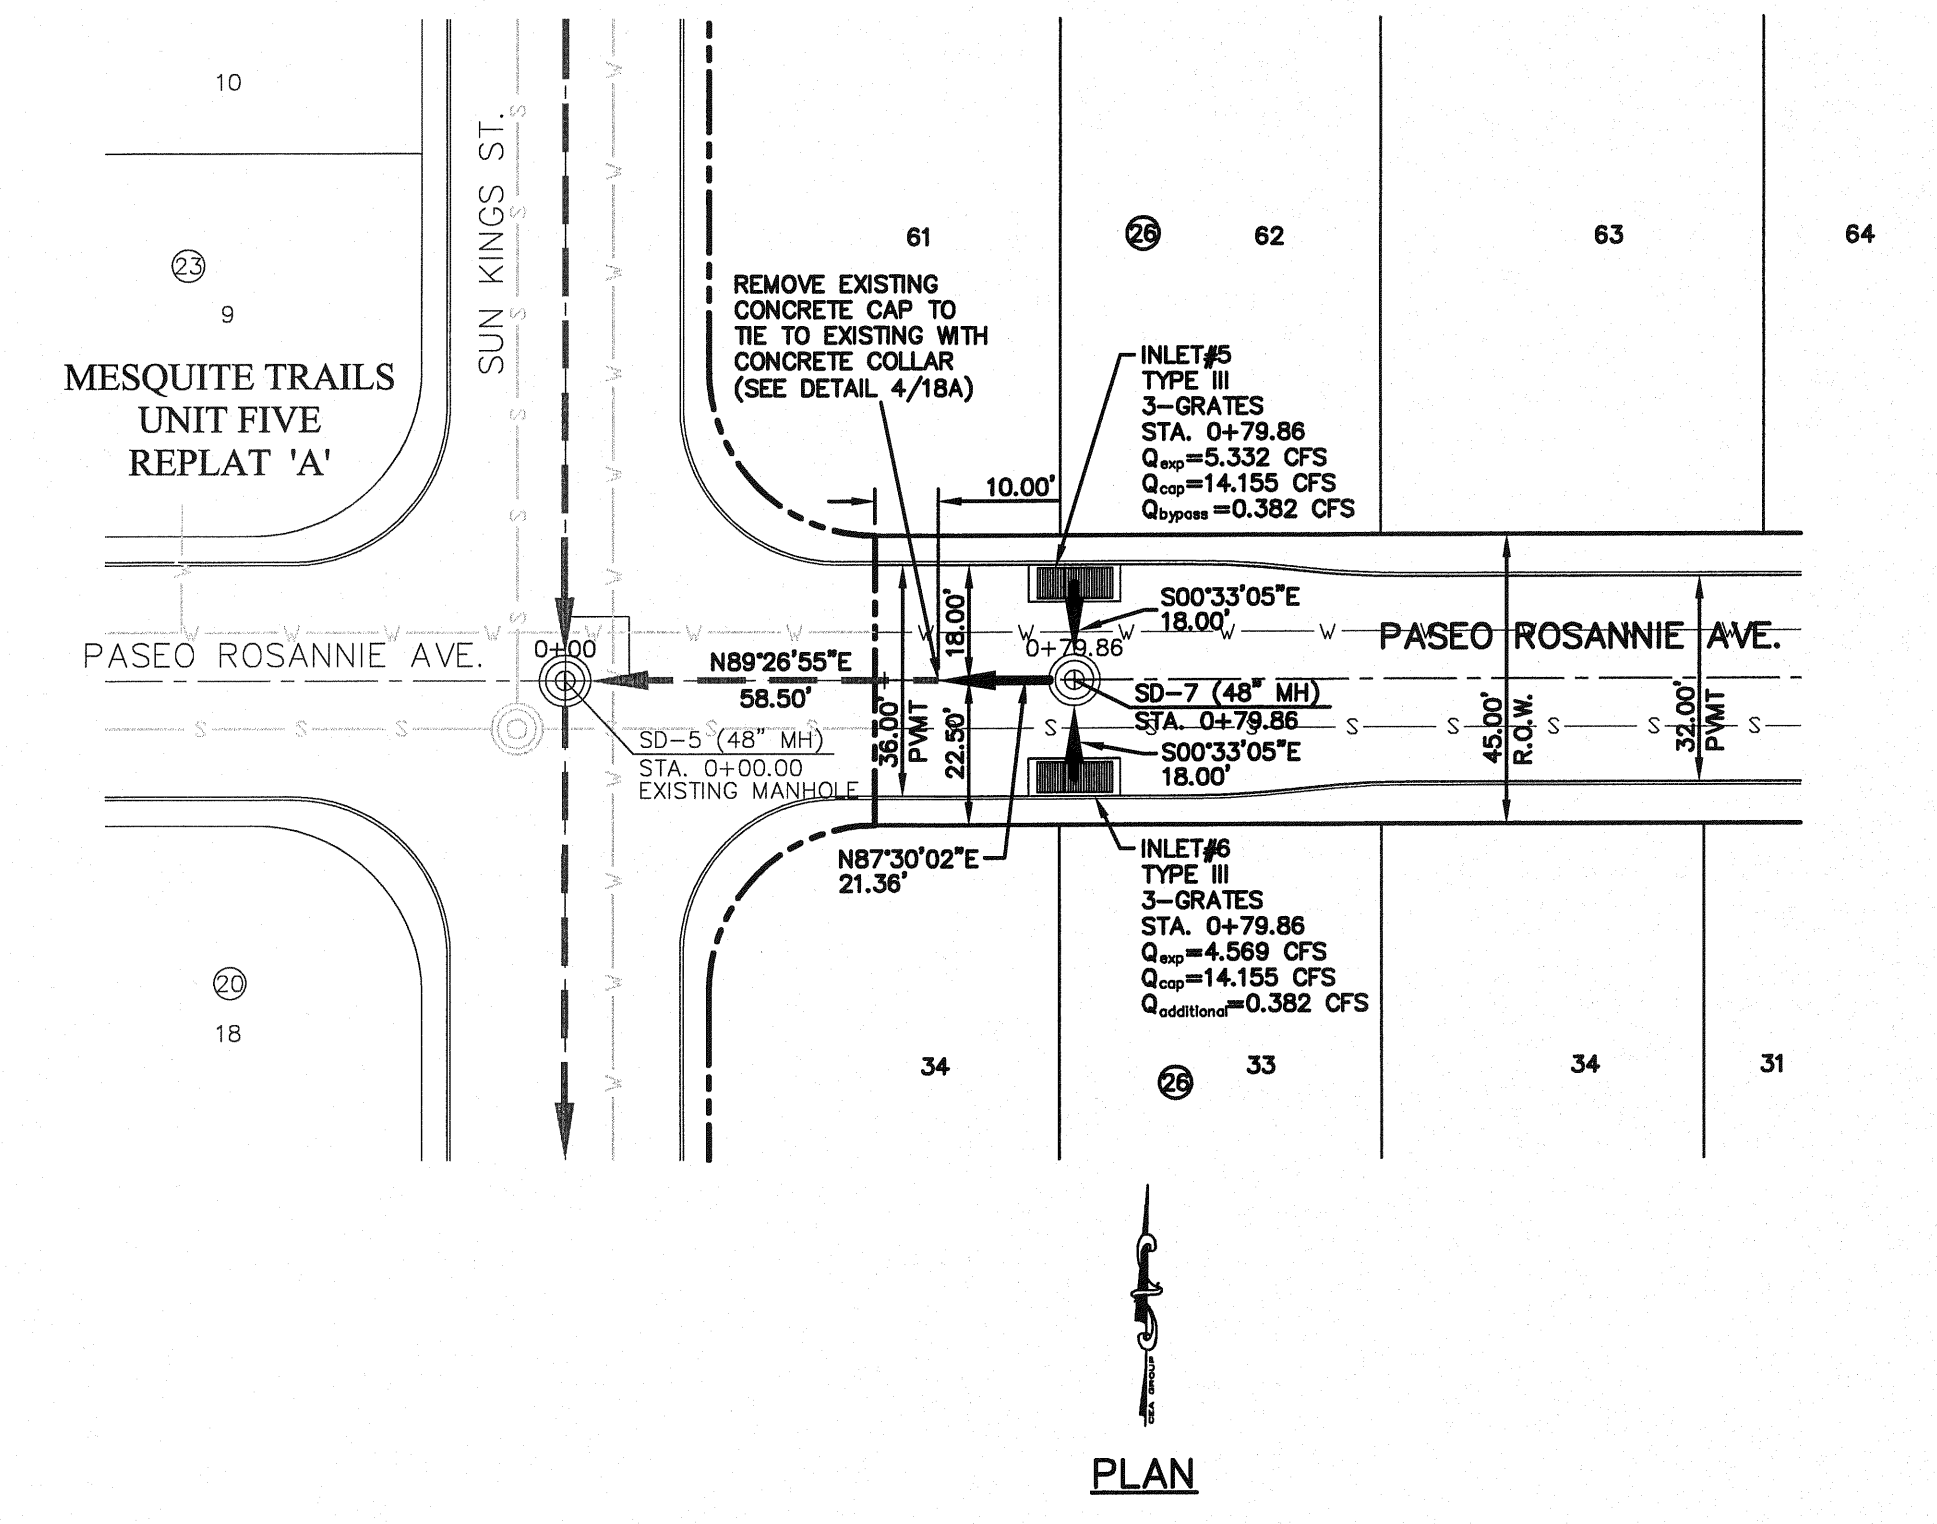 10
SUN KINGS ST.
23
9
MESQUITE TRAILS
UNIT FIVE
REPLAT 'A'
61
26
62
63
64
REMOVE EXISTING
CONCRETE CAP TO
TIE TO EXISTING WITH
CONCRETE COLLAR
(SEE DETAIL 4/18A)
INLET#5
TYPE III
3-GRATES
STA. 0+79.86
Qexp=5.332 CFS
Qcap=14.155 CFS
Qbypass=0.382 CFS
10.00'
S00°33'05"E
18.00'
18.00'
PASEO ROSANNIE AVE.
PASEO ROSANNIE AVE.
0+00
N89°26'55"E
58.50'
0+79.86
SD-7 (48" MH)
STA. 0+79.86
S00°33'05"E
18.00'
36.00'
PVMT
22.50'
45.00'
R.O.W.
32.00'
PVMT
SD-5 (48" MH)
STA. 0+00.00
EXISTING MANHOLE
N87°30'02"E
21.36'
INLET#6
TYPE III
3-GRATES
STA. 0+79.86
Qexp=4.569 CFS
Qcap=14.155 CFS
Qadditional=0.382 CFS
W W W W W W W W W W W W
S S S S S S S S S S S
20
18
34
26
33
34
31
CEA GROUP
PLAN